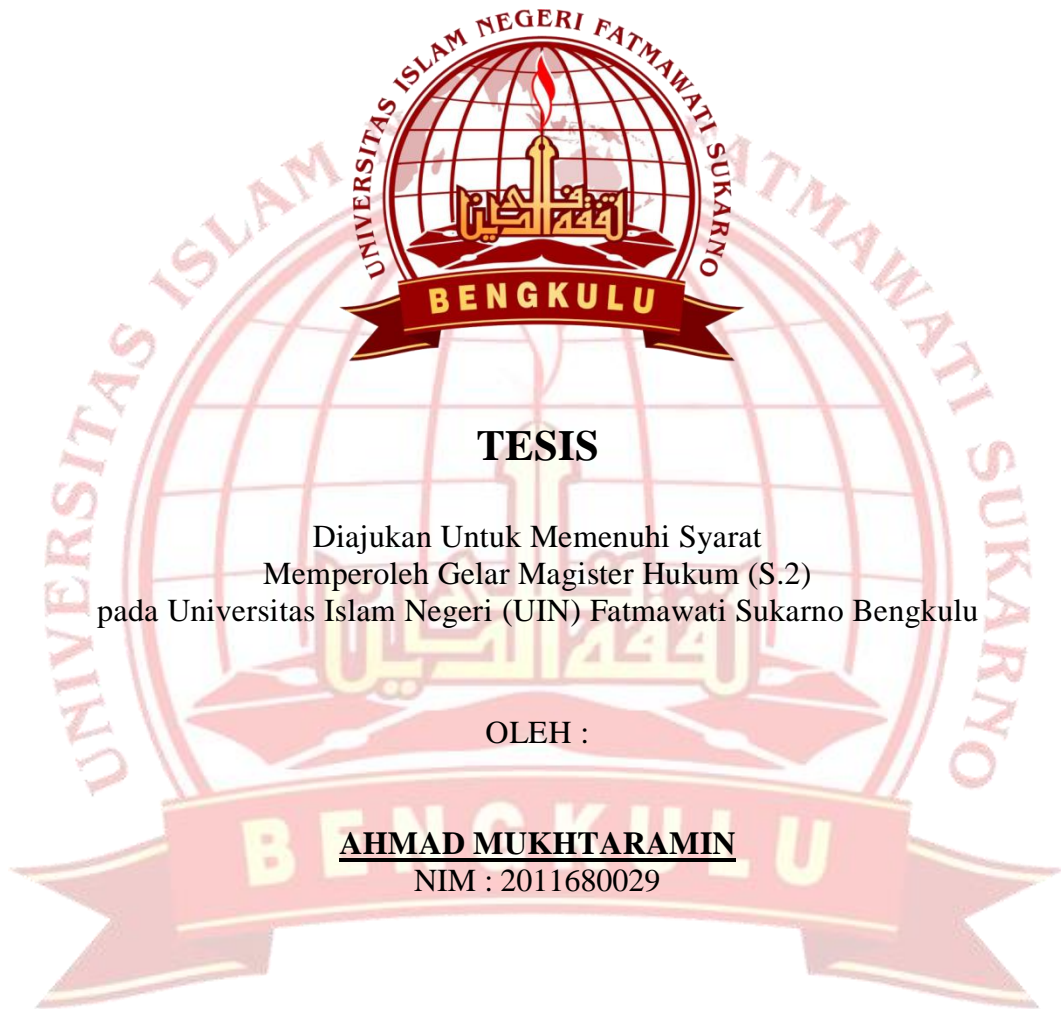 UNIVERSITAS ISLAM NEGERI FATMAWATI SUKARNO
BENGKULU
TESIS
Diajukan Untuk Memenuhi Syarat
Memperoleh Gelar Magister Hukum (S.2)
pada Universitas Islam Negeri (UIN) Fatmawati Sukarno Bengkulu
OLEH :
AHMAD MUKHTARAMIN
NIM : 2011680029